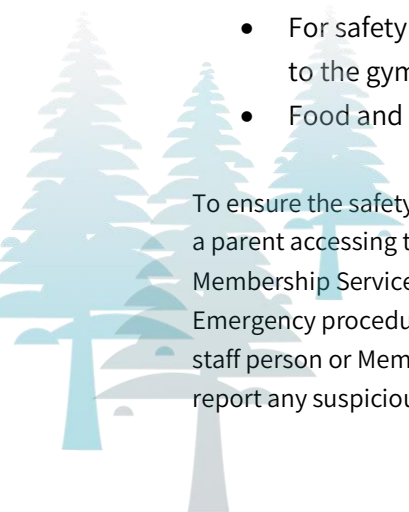 • For safety
to the gym
• Food and
To ensure the safety
a parent accessing t
Membership Service
Emergency procedu
staff person or Mem
report any suspiciou